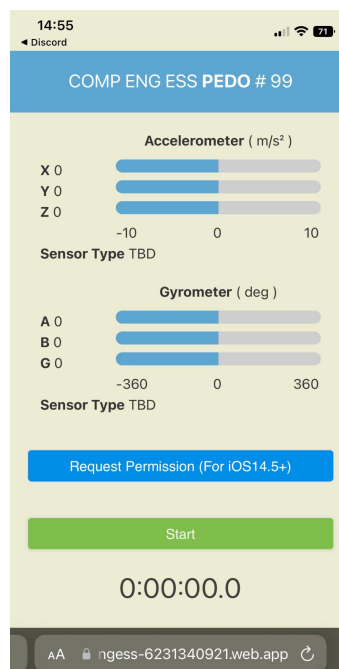 14:55
71
◄ Discord
COMP ENG ESS PEDO # 99
Accelerometer ( m/s² )
X 0
Y 0
Z 0
-10 0 10
Sensor Type TBD
Gyrometer ( deg )
A 0
B 0
G 0
-360 0 360
Sensor Type TBD
Request Permission (For iOS14.5+)
Start
0:00:00.0
AA ngess-6231340921.web.app